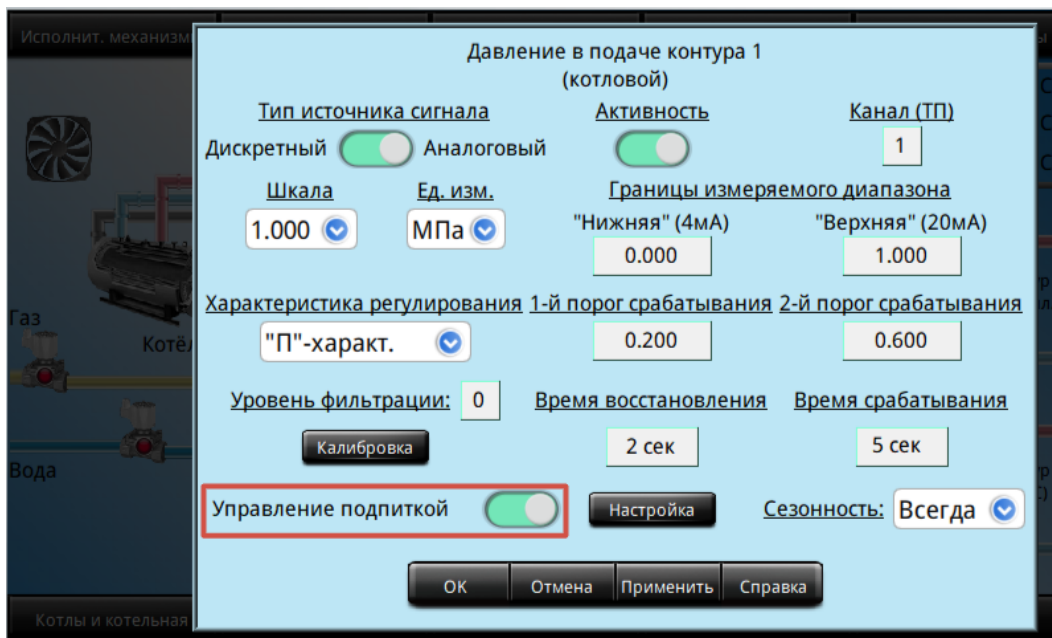 Исполнит. механизм
Давление в подаче контура 1
(котловой)
Тип источника сигнала Активность Канал (ТП)
Дискретный Аналоговый 1
Шкала Ед. изм. Границы измеряемого диапазона
1.000 МПа "Нижняя" (4мА) "Верхняя" (20мА)
0.000 1.000
Характеристика регулирования 1-й порог срабатывания 2-й порог срабатывания
"П"-характ. 0.200 0.600
Газ
Уровень фильтрации: 0 Время восстановления Время срабатывания
Калибровка 2 сек 5 сек
Вода
Управление подпиткой Настройка Сезонность: Всегда
OK Отмена Применить Справка
Котлы и котельная